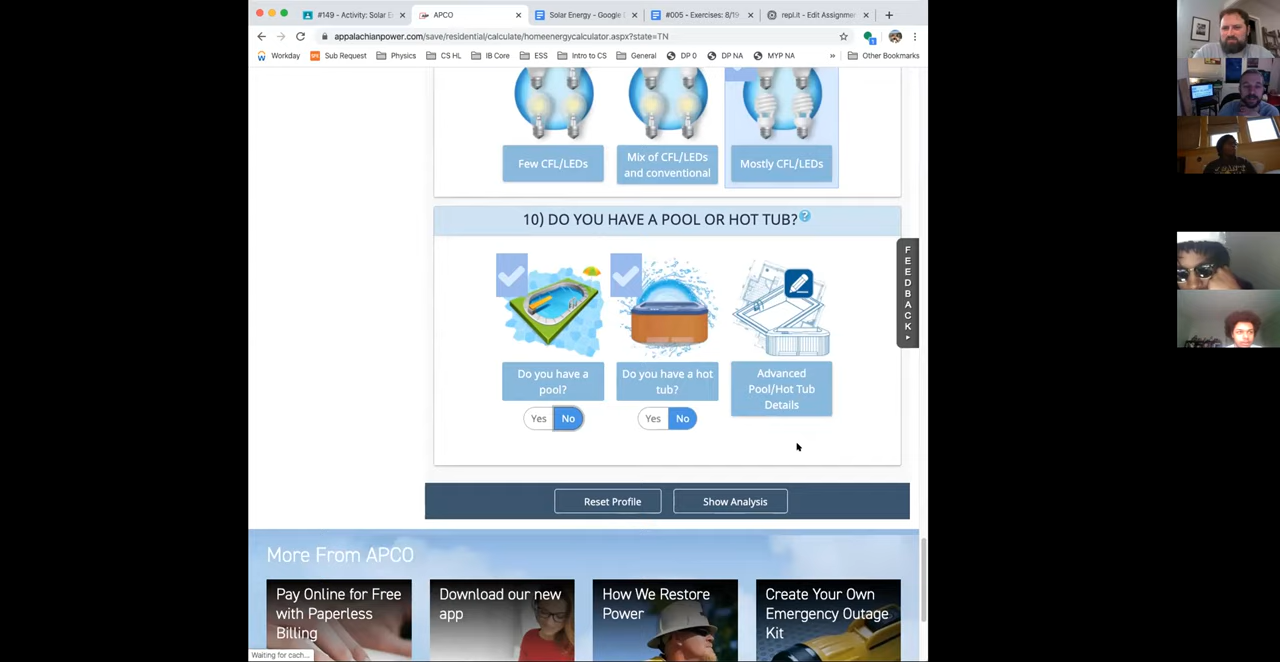 #149 - Activity: Solar E
APCO
Solar Energy - Google D
#005 - Exercises: 8/19
repl.it - Edit Assignme
appalachianpower.com/save/residential/calculate/homeenergycalculator.aspx?state=TN
Workday
Sub Request
Physics
CS HL
IB Core
ESS
Intro to CS
General
DP 0
DP NA
MYP NA
»
Other Bookmarks
Few CFL/LEDs
Mix of CFL/LEDs
and conventional
Mostly CFL/LEDs
10) DO YOU HAVE A POOL OR HOT TUB?
Do you have a
pool?
Yes No
Do you have a hot
tub?
Yes No
Advanced
Pool/Hot Tub
Details
FEEDBACK
Reset Profile
Show Analysis
More From APCO
Pay Online for Free
with Paperless
Billing
Download our new
app
How We Restore
Power
Create Your Own
Emergency Outage
Kit
Waiting for cach...